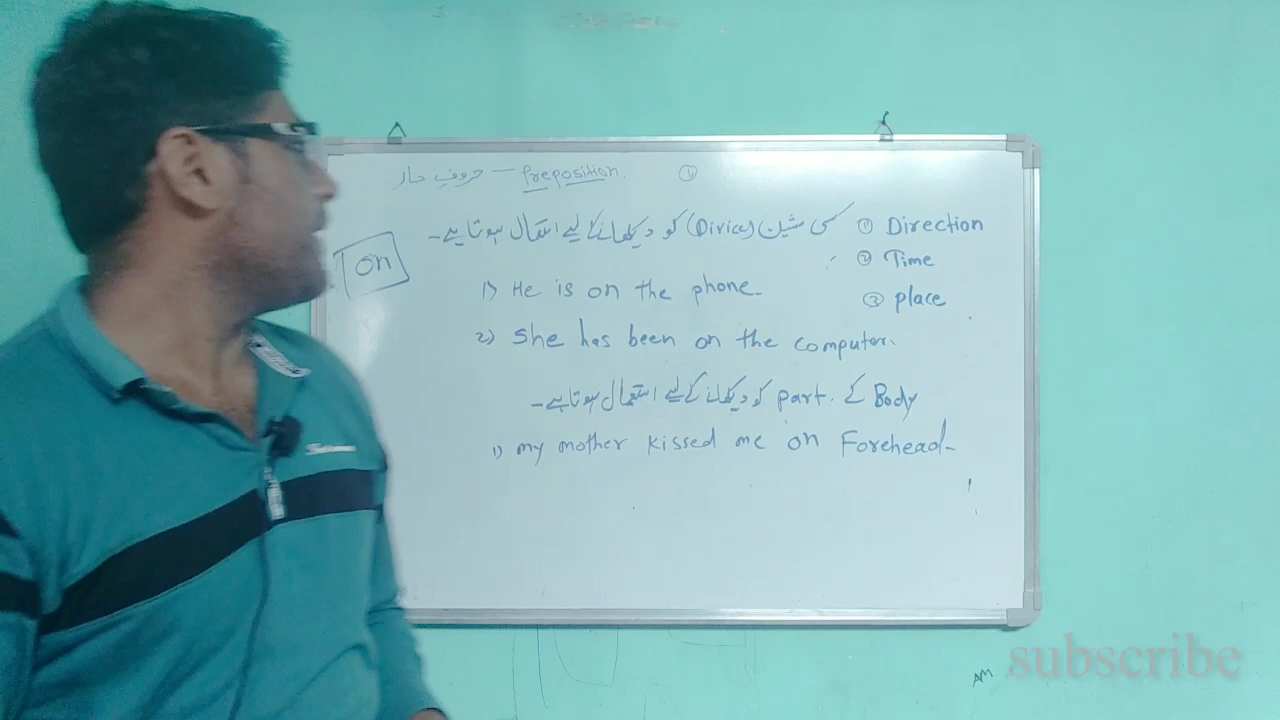 حروفِ جار — Preposition. ④
کسی مشین (Divice) کو دیکھانے کے لیے استعمال ہوتا ہے۔
① Direction
② Time
③ place
on
1) He is on the phone.
2) She has been on the computer.
Body کے part. کو دیکھانے کے لیے استعمال ہوتا ہے۔
1) my mother kissed me on Forehead.
AM
subscribe